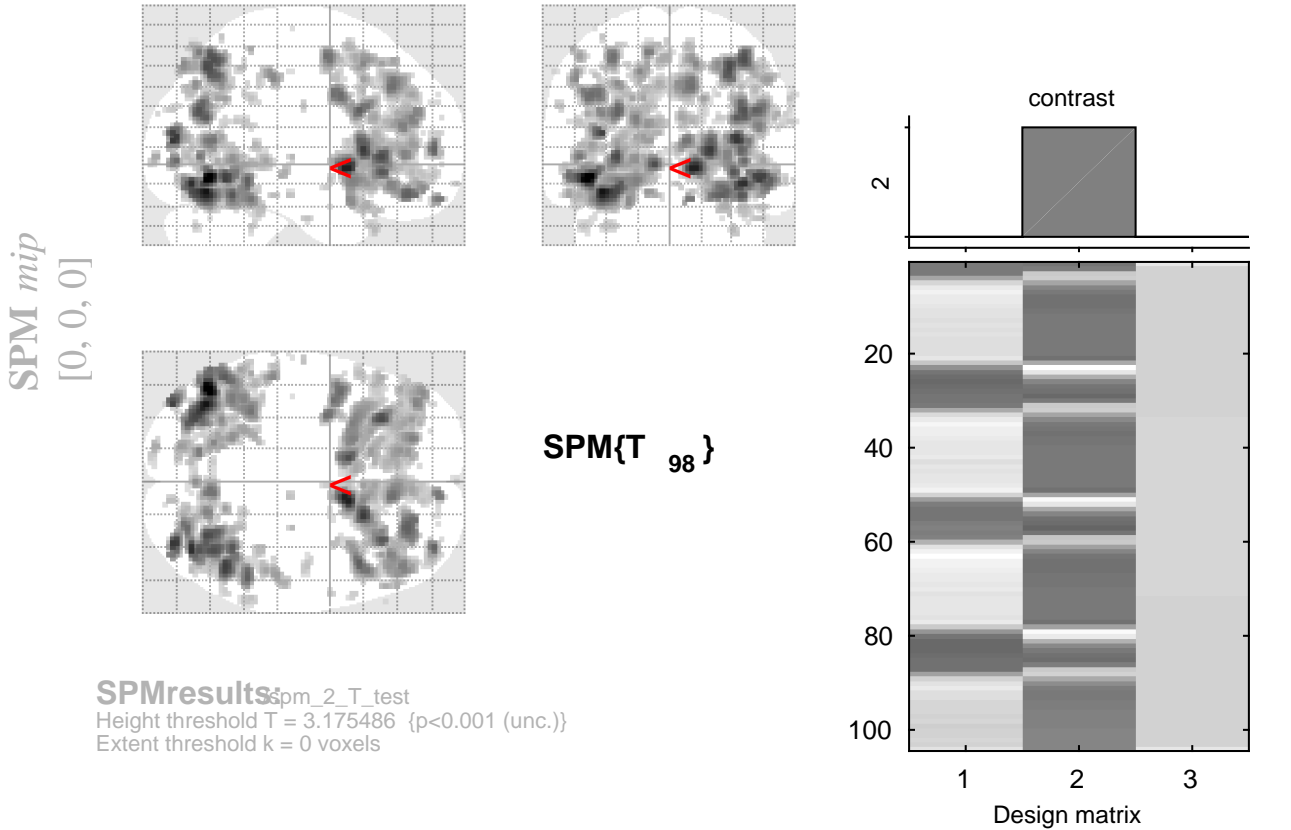 SPM mip
[0, 0, 0]
<
<
<
SPM{T 98}
SPMresults: .\spm_2_T_test
Height threshold T = 3.175486 {p<0.001 (unc.)}
Extent threshold k = 0 voxels
contrast
2
20
40
60
80
100
1 2 3
Design matrix